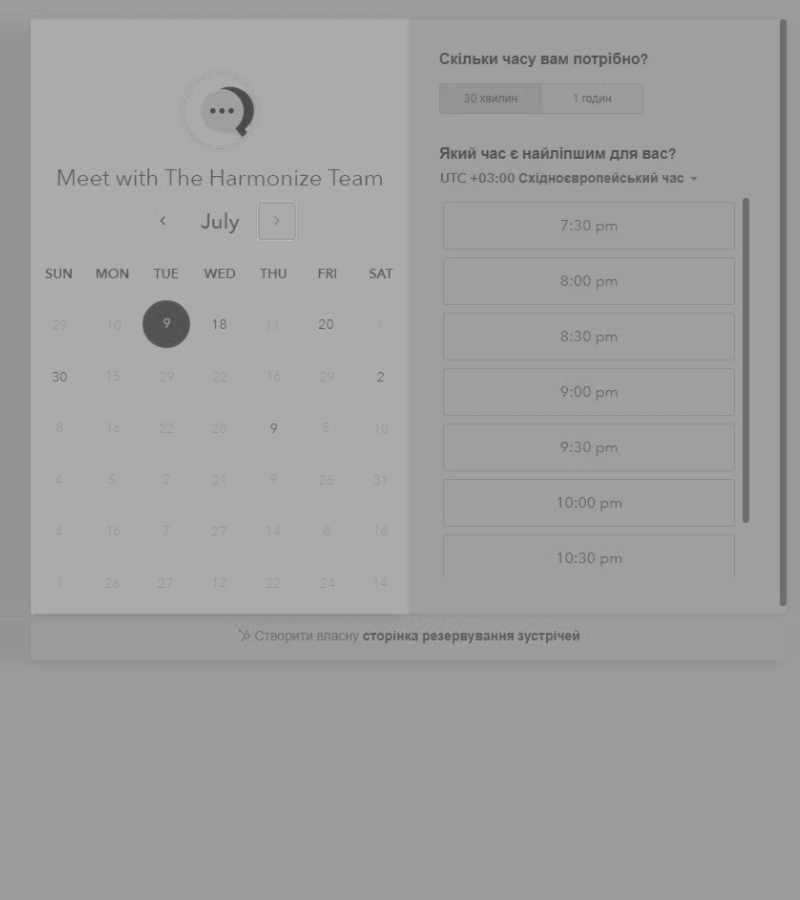 Meet with The Harmonize Team
July
SUN MON TUE WED THU FRI SAT
29 10 9 18 11 20 1
30 15 29 22 16 29 2
8 16 22 28 9 5 10
4 5 2 21 9 26 31
4 16 7 27 14 8 16
1 26 27 12 22 24 14
Скільки часу вам потрібно?
30 хвилин 1 годин
Який час є найліпшим для вас?
UTC +03:00 Східноєвропейський час
7:30 pm
8:00 pm
8:30 pm
9:00 pm
9:30 pm
10:00 pm
10:30 pm
Створити власну сторінка резервування зустрічей